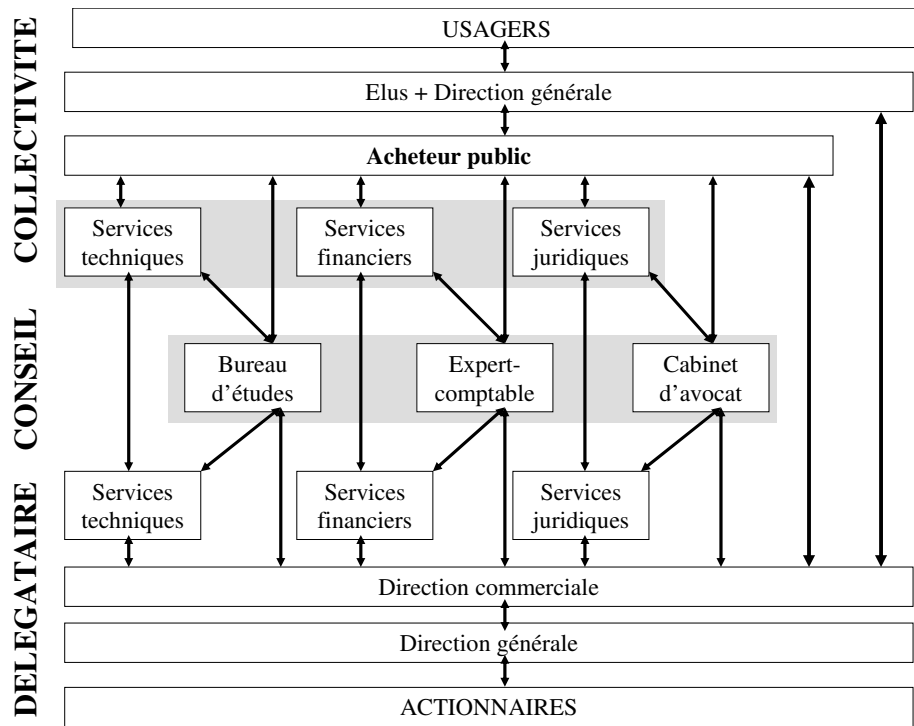 COLLECTIVITE
USAGERS
Elus + Direction générale
Acheteur public
Services
techniques
Services
financiers
Services
juridiques
CONSEIL
Bureau
d'études
Expert-
comptable
Cabinet
d'avocat
DELEGATAIRE
Services
techniques
Services
financiers
Services
juridiques
Direction commerciale
Direction générale
ACTIONNAIRES